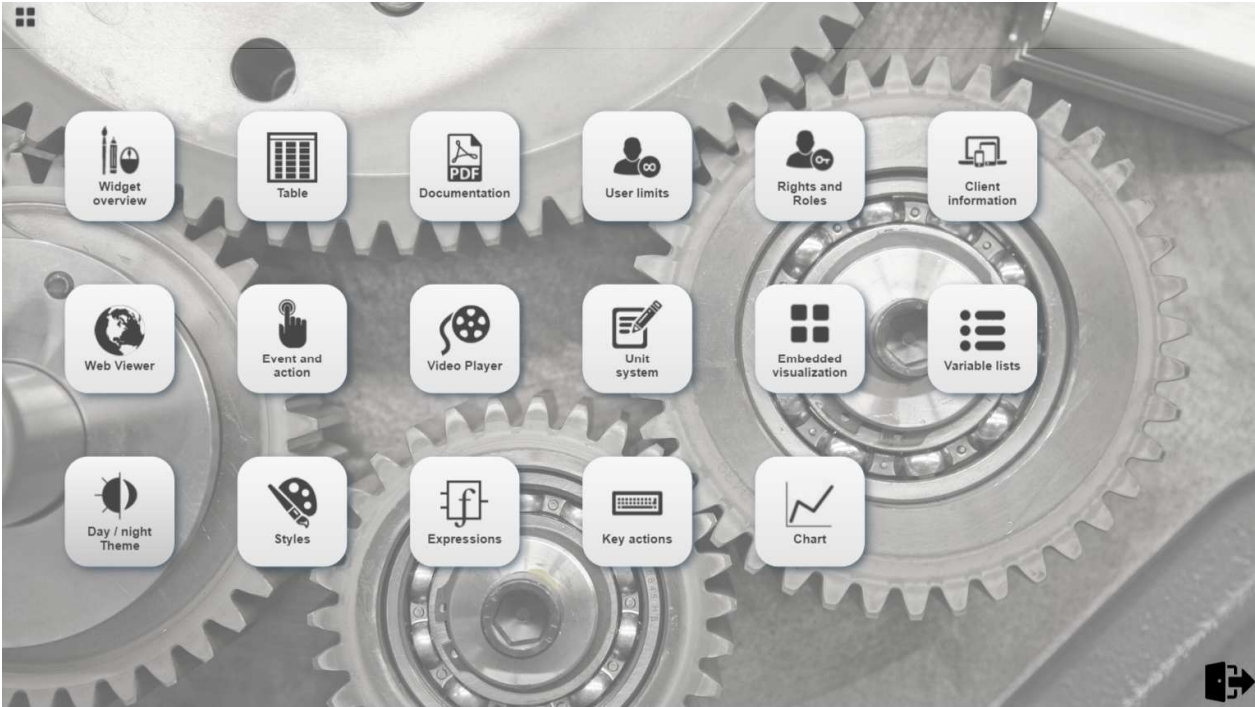 Widget
overview
Table
PDF
Documentation
User limits
Rights and
Roles
Client
information
Web Viewer
Event and
action
Video Player
Unit
system
Embedded
visualization
Variable lists
Day / night
Theme
Styles
f
Expressions
Key actions
Chart